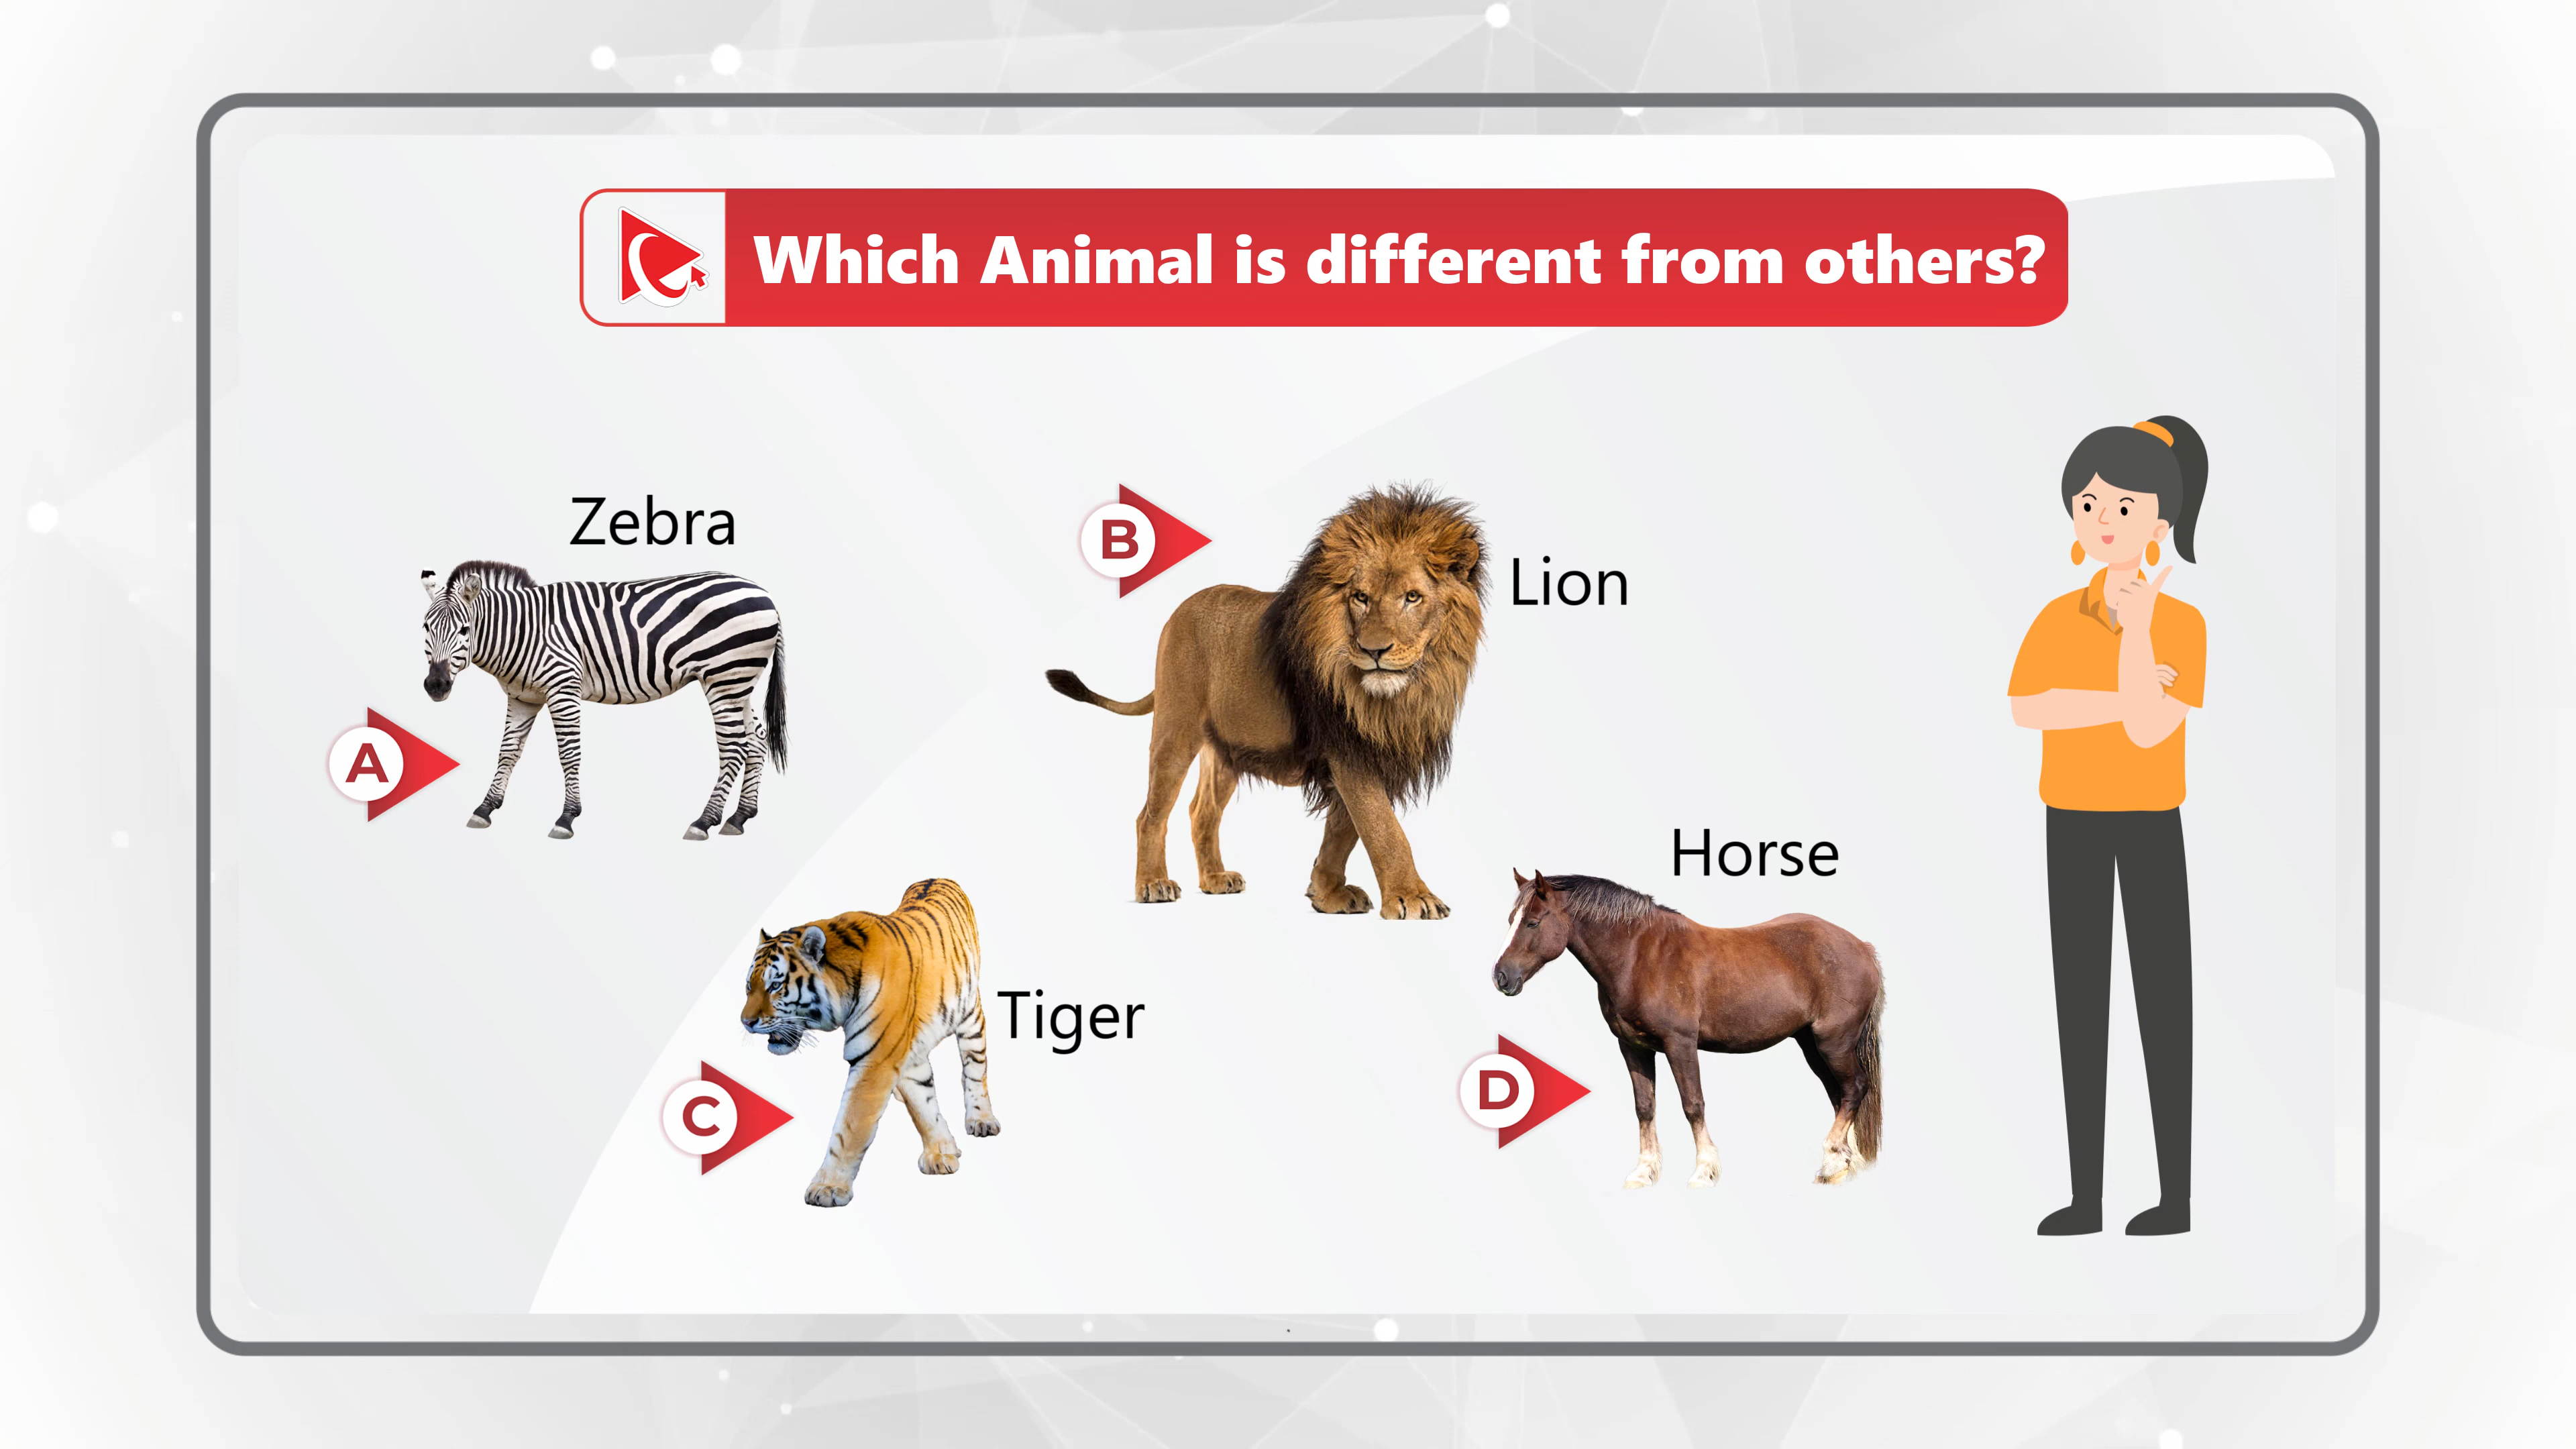 Which Animal is different from others?
Zebra
A
B
Lion
Tiger
C
Horse
D